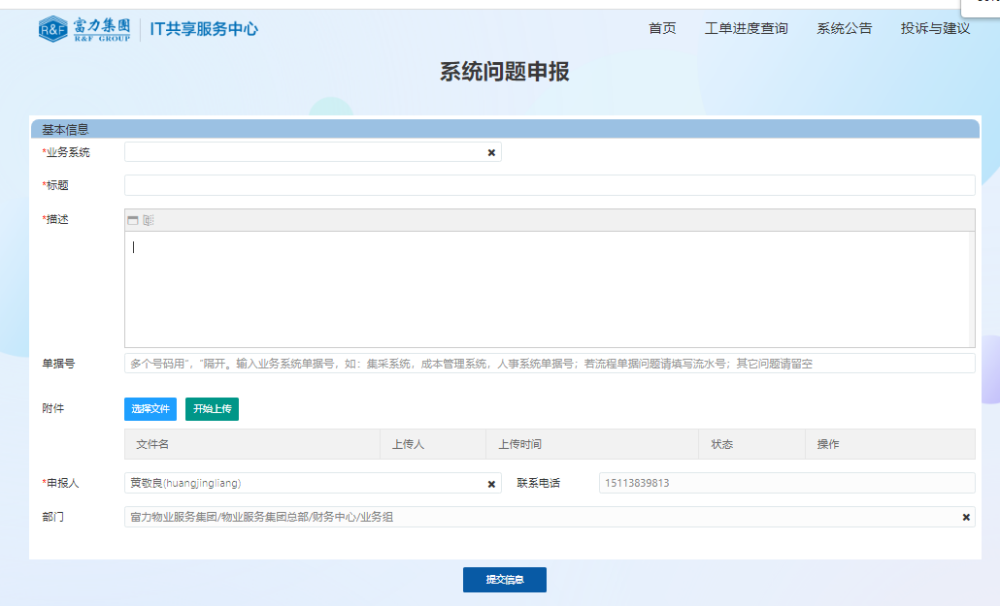 R&F 富力集团 R&F GROUP IT共享服务中心 首页 工单进度查询 系统公告 投诉与建议
系统问题申报
基本信息
*业务系统
*标题
*描述
单据号 多个号码用“，”隔开。输入业务系统单据号，如：集采系统，成本管理系统，人事系统单据号；若流程单据问题请填写流水号；其它问题请留空
附件 选择文件 开始上传
文件名 上传人 上传时间 状态 操作
*申报人 黄敬良(huangjingliang) 联系电话 15113839813
部门 富力物业服务集团/物业服务集团总部/财务中心/业务组
提交信息